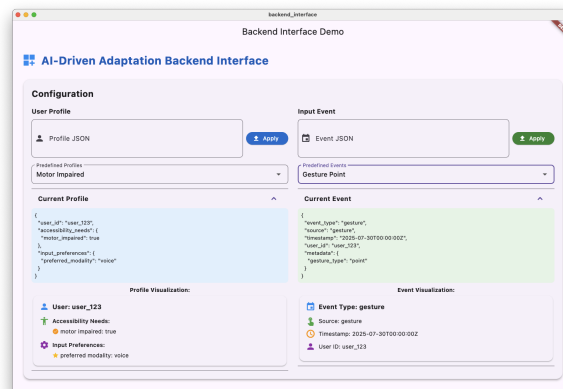 backend_interface
Backend Interface Demo
AI-Driven Adaptation Backend Interface
Configuration
User Profile
Profile JSON
Apply
Predefined Profiles
Motor Impaired
Current Profile
{
"user_id": "user_123",
"accessibility_needs": {
"motor_impaired": true
},
"input_preferences": {
"preferred_modality": "voice"
}
}
Profile Visualization:
User: user_123
Accessibility Needs:
motor impaired: true
Input Preferences:
preferred modality: voice
Input Event
Event JSON
Apply
Predefined Events
Gesture Point
Current Event
{
"event_type": "gesture",
"source": "gesture",
"timestamp": "2025-07-30T00:00:00Z",
"user_id": "user_123",
"metadata": {
"gesture_type": "point"
}
}
Event Visualization:
Event Type: gesture
Source: gesture
Timestamp: 2025-07-30T00:00:00Z
User ID: user_123